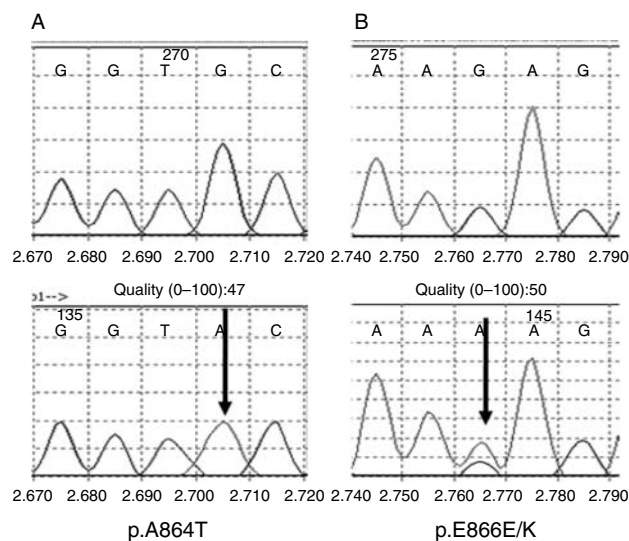 A B
270
G G T G C
275
A A G A G
2.670 2.680 2.690 2.700 2.710 2.720
2.740 2.750 2.760 2.770 2.780 2.790
Quality (0–100):47
135
G G T A C
Quality (0–100):50
145
A A A A G
2.670 2.680 2.690 2.700 2.710 2.720
2.740 2.750 2.760 2.770 2.780 2.790
p.A864T
p.E866E/K